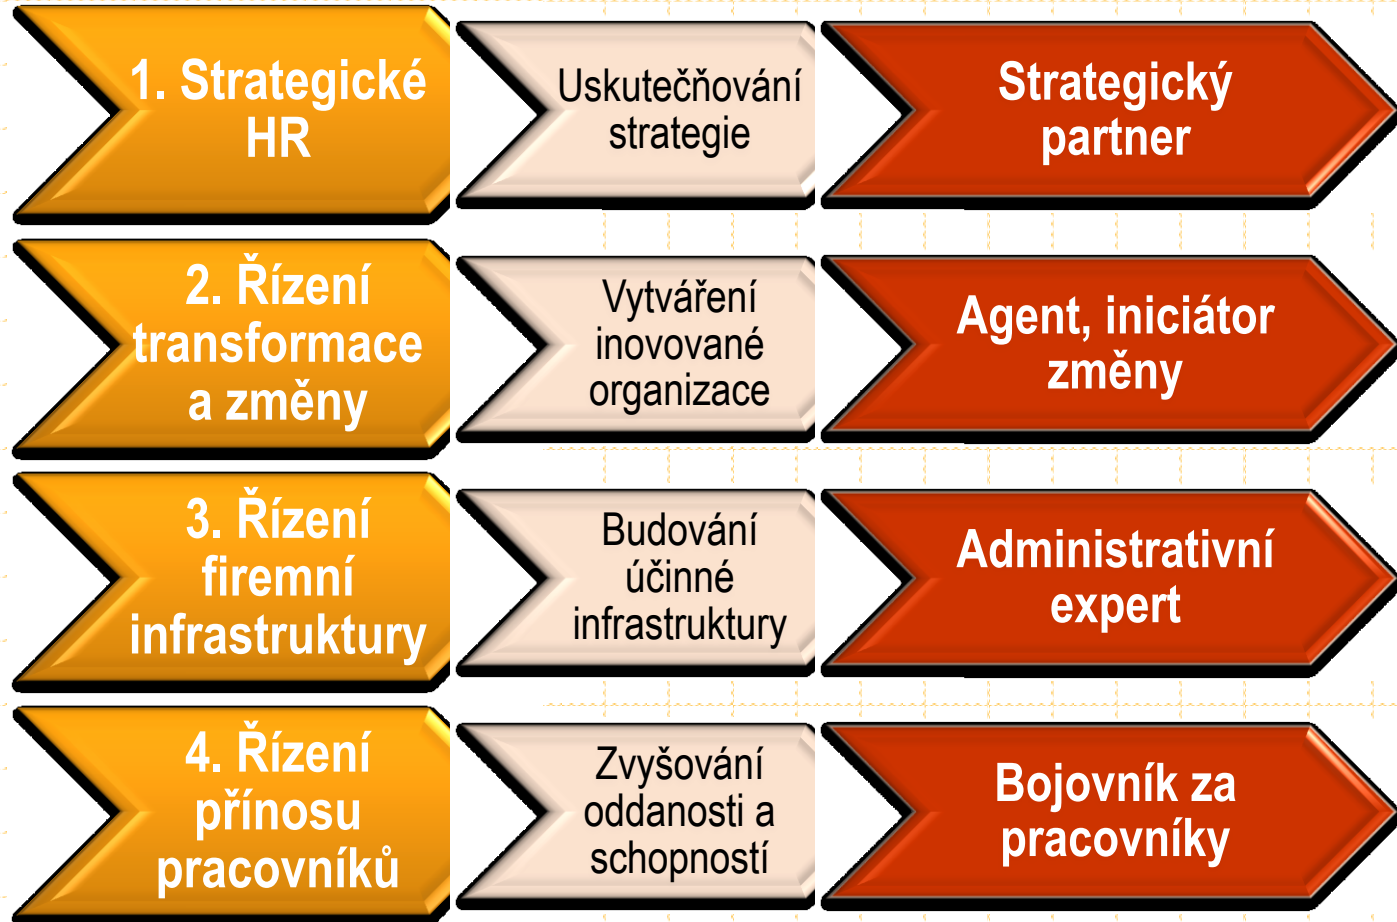 1. Strategické
HR
Uskutečňování
strategie
Strategický
partner
2. Řízení
transformace
a změny
Vytváření
inovované
organizace
Agent, iniciátor
změny
3. Řízení
firemní
infrastruktury
Budování
účinné
infrastruktury
Administrativní
expert
4. Řízení
přínosu
pracovníků
Zvyšování
oddanosti a
schopností
Bojovník za
pracovníky